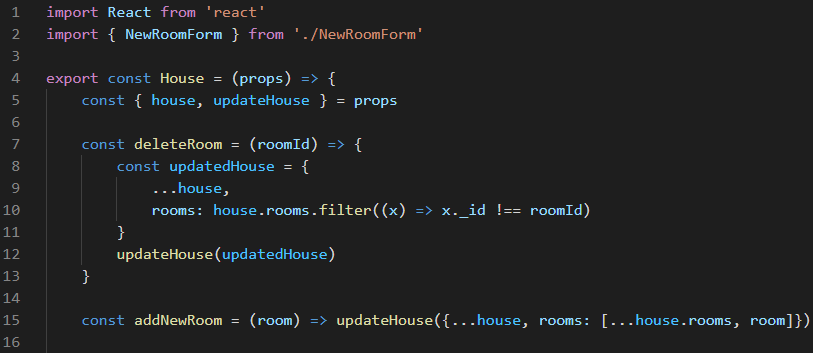 1 import React from 'react'
2 import { NewRoomForm } from './NewRoomForm'
3
4 export const House = (props) => {
5     const { house, updateHouse } = props
6
7     const deleteRoom = (roomId) => {
8         const updatedHouse = {
9             ...house,
10             rooms: house.rooms.filter((x) => x._id !== roomId)
11         }
12         updateHouse(updatedHouse)
13     }
14
15     const addNewRoom = (room) => updateHouse({...house, rooms: [...house.rooms, room]})
16